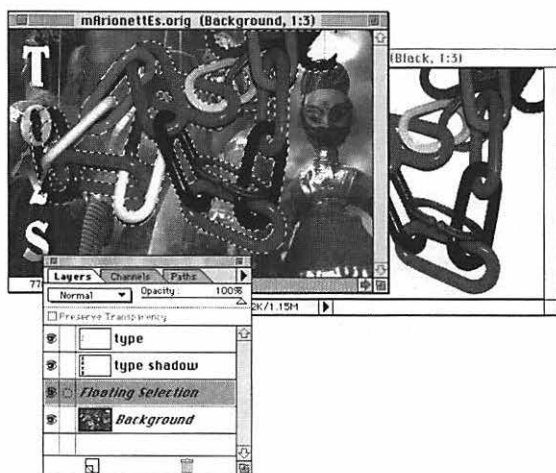 mArionettEs.orig (Background, 1:3)
(Black, 1:3)
T
o
y
S
77
2K/1.15M
Layers Channels Paths
Normal Opacity: 100%
Preserve Transparency
type
type shadow
Floating Selection
Background